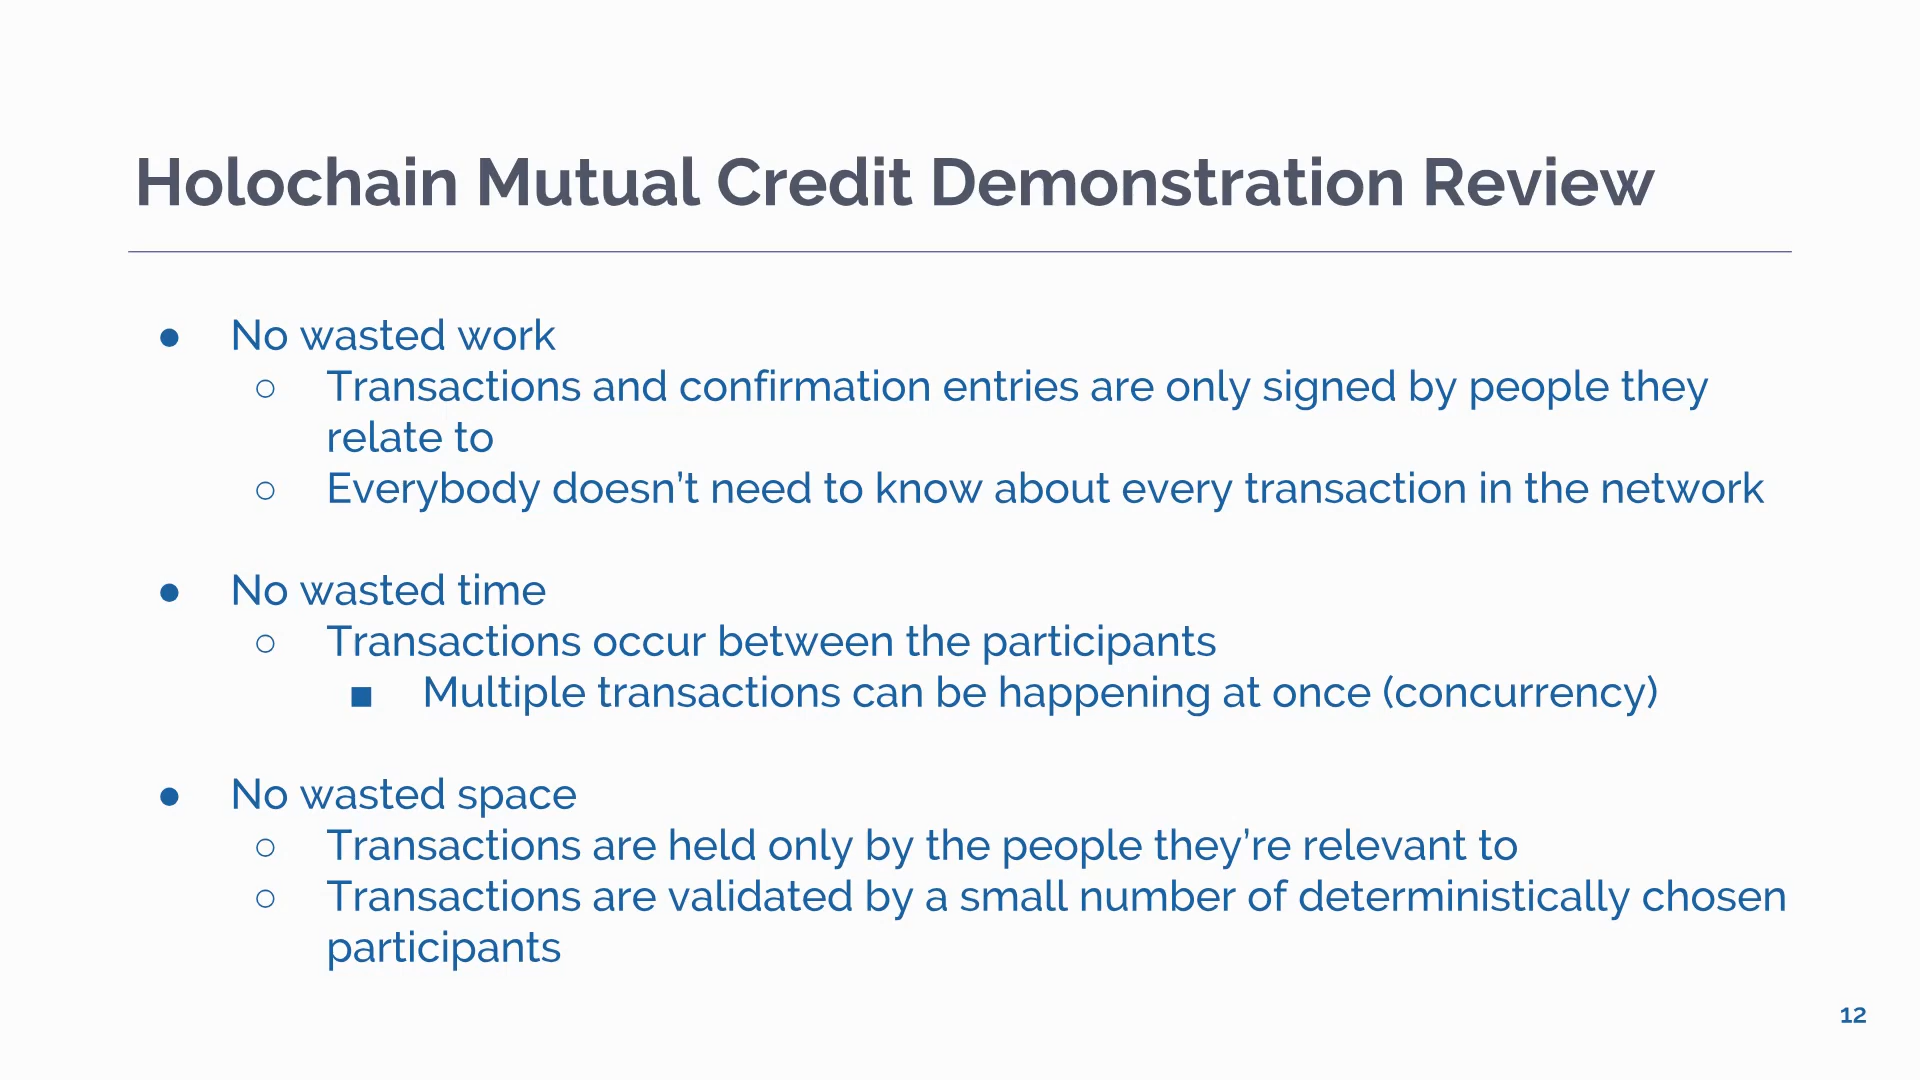 Holochain Mutual Credit Demonstration Review
● No wasted work
○ Transactions and confirmation entries are only signed by people they
relate to
○ Everybody doesn’t need to know about every transaction in the network
● No wasted time
○ Transactions occur between the participants
■ Multiple transactions can be happening at once (concurrency)
● No wasted space
○ Transactions are held only by the people they’re relevant to
○ Transactions are validated by a small number of deterministically chosen
participants
12